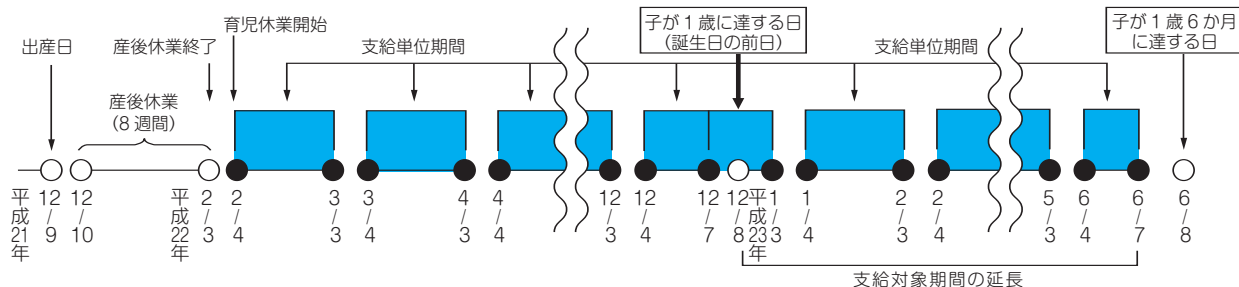 育児休業開始
出産日
産後休業終了
支給単位期間
子が１歳に達する日
（誕生日の前日）
支給単位期間
子が１歳６か月
に達する日
産後休業
（８週間）
平成21年
12/9
12/10
平成22年
2/3
2/4
3/3
3/4
4/3
4/4
12/3
12/4
12/7
12/8
平成23年
1/3
1/4
2/3
2/4
5/3
6/4
6/7
6/8
支給対象期間の延長